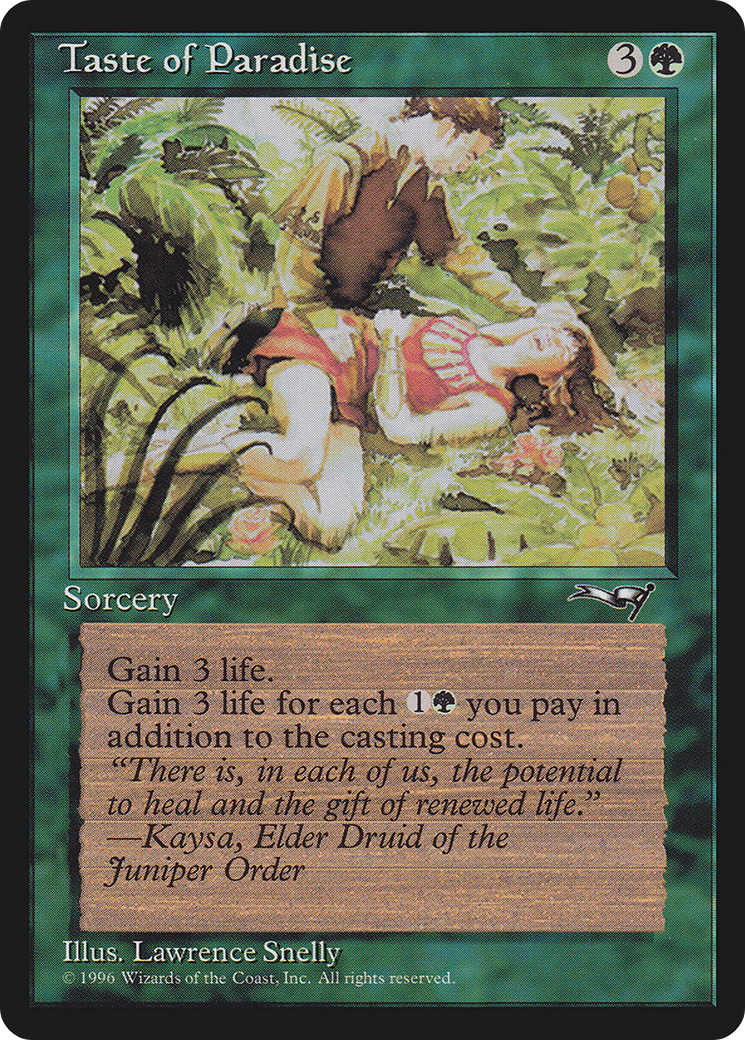 Taste of Paradise 3
Sorcery
Gain 3 life.
Gain 3 life for each 1 you pay in
addition to the casting cost.
“There is, in each of us, the potential
to heal and the gift of renewed life.”
—Kaysa, Elder Druid of the
Juniper Order
Illus. Lawrence Snelly
© 1996 Wizards of the Coast, Inc. All rights reserved.